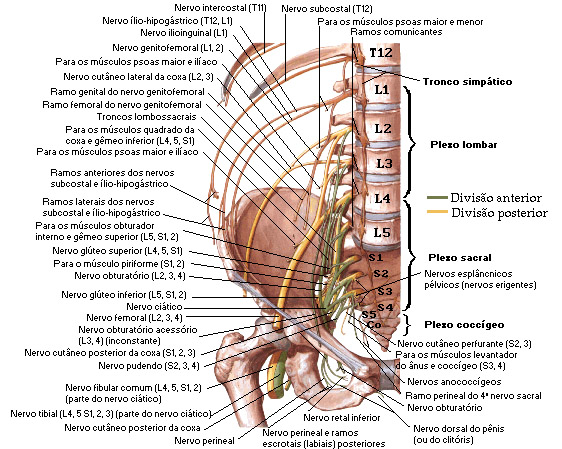 Nervo intercostal (T11)
Nervo subcostal (T12)
Nervo ílio-hipogástrico (T12, L1)
Para os músculos psoas maior e menor
Nervo ilioinguinal (L1)
Ramos comunicantes
Nervo genitofemoral (L1, 2)
Para os músculos psoas maior e ilíaco
Nervo cutâneo lateral da coxa (L2, 3)
Ramo genital do nervo genitofemoral
Ramo femoral do nervo genitofemoral
Troncos lombossacrais
Para os músculos quadrado da
coxa e gêmeo inferior (L4, 5, S1)
Para os músculos psoas maior e ilíaco
Ramos anteriores dos nervos
subcostal e ílio-hipogástrico
Ramos laterais dos nervos
subcostal e ílio-hipogástrico
Para os músculos obturador
interno e gêmeo superior (L5, S1, 2)
Nervo glúteo superior (L4, 5, S1)
Para o músculo piriforme (S1, 2)
Nervo obturatório (L2, 3, 4)
Nervo glúteo inferior (L5, S1, 2)
Nervo ciático
Nervo femoral (L2, 3, 4)
Nervo obturatório acessório
(L3, 4) (inconstante)
Nervo cutâneo posterior da coxa (S1, 2, 3)
Nervo pudendo (S2, 3, 4)
Nervo fibular comum (L4, 5, S1, 2)
(parte do nervo ciático)
Nervo tibial (L4, 5 S1, 2, 3) (parte do nervo ciático)
Nervo cutâneo posterior da coxa
Nervo perineal
Nervo perineal e ramos
escrotais (labiais) posteriores
Nervo retal inferior
T12
L1
L2
L3
L4
L5
S1
S2
S3
S4
S5
Co
Tronco simpático
Plexo lombar
Divisão anterior
Divisão posterior
Plexo sacral
Nervos esplâncnicos
pélvicos (nervos erigentes)
Plexo coccígeo
Nervo cutâneo perfurante (S2, 3)
Para os músculos levantador
do ânus e coccígeo (S3, 4)
Nervos anococcígeos
Ramo perineal do 4º nervo sacral
Nervo obturatório
Nervo dorsal do pênis
(ou do clitóris)